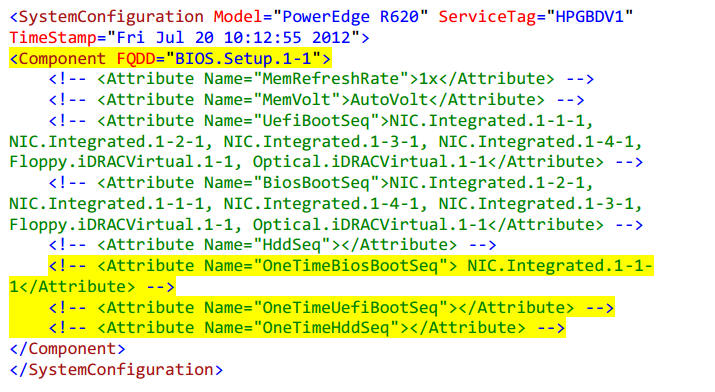 <SystemConfiguration Model="PowerEdge R620" ServiceTag="HPGBDV1"
TimeStamp="Fri Jul 20 10:12:55 2012">
<Component FQDD="BIOS.Setup.1-1">
<!-- <Attribute Name="MemRefreshRate">1x</Attribute> -->
<!-- <Attribute Name="MemVolt">AutoVolt</Attribute> -->
<!-- <Attribute Name="UefiBootSeq">NIC.Integrated.1-1-1,
NIC.Integrated.1-2-1, NIC.Integrated.1-3-1, NIC.Integrated.1-4-1,
Floppy.iDRACVirtual.1-1, Optical.iDRACVirtual.1-1</Attribute> -->
<!-- <Attribute Name="BiosBootSeq">NIC.Integrated.1-2-1,
NIC.Integrated.1-1-1, NIC.Integrated.1-4-1, NIC.Integrated.1-3-1,
Floppy.iDRACVirtual.1-1, Optical.iDRACVirtual.1-1</Attribute> -->
<!-- <Attribute Name="HddSeq"></Attribute> -->
<!-- <Attribute Name="OneTimeBiosBootSeq"> NIC.Integrated.1-1-
1</Attribute> -->
<!-- <Attribute Name="OneTimeUefiBootSeq"></Attribute> -->
<!-- <Attribute Name="OneTimeHddSeq"></Attribute> -->
</Component>
</SystemConfiguration>